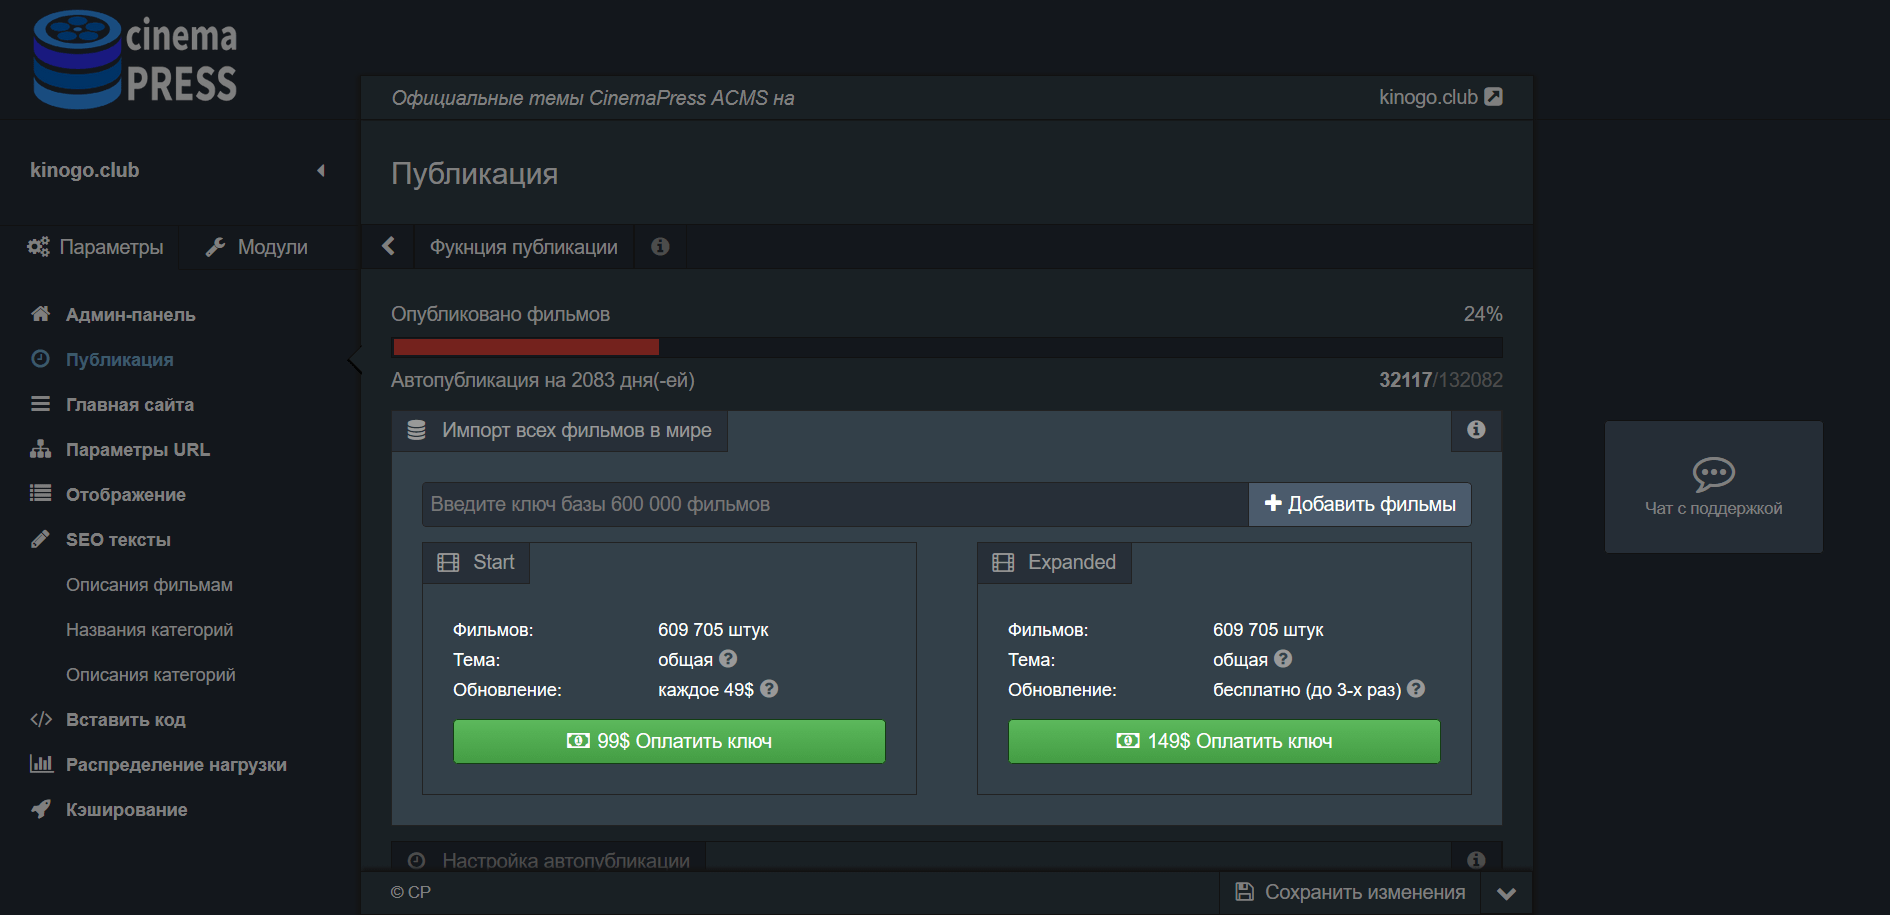 cinema
PRESS
Официальные темы CinemaPress ACMS на
kinogo.club
kinogo.club
Публикация
Параметры
Модули
Фукнция публикации
Админ-панель
Публикация
Главная сайта
Параметры URL
Отображение
SEO тексты
Описания фильмам
Названия категорий
Описания категорий
Вставить код
Распределение нагрузки
Кэширование
Опубликовано фильмов
24%
Автопубликация на 2083 дня(-ей)
32117/132082
Импорт всех фильмов в мире
Введите ключ базы 600 000 фильмов
Добавить фильмы
Start
Фильмов: 609 705 штук
Тема: общая
Обновление: каждое 49$
99$ Оплатить ключ
Expanded
Фильмов: 609 705 штук
Тема: общая
Обновление: бесплатно (до 3-х раз)
149$ Оплатить ключ
Настройка автопубликации
© CP
Сохранить изменения
Чат с поддержкой